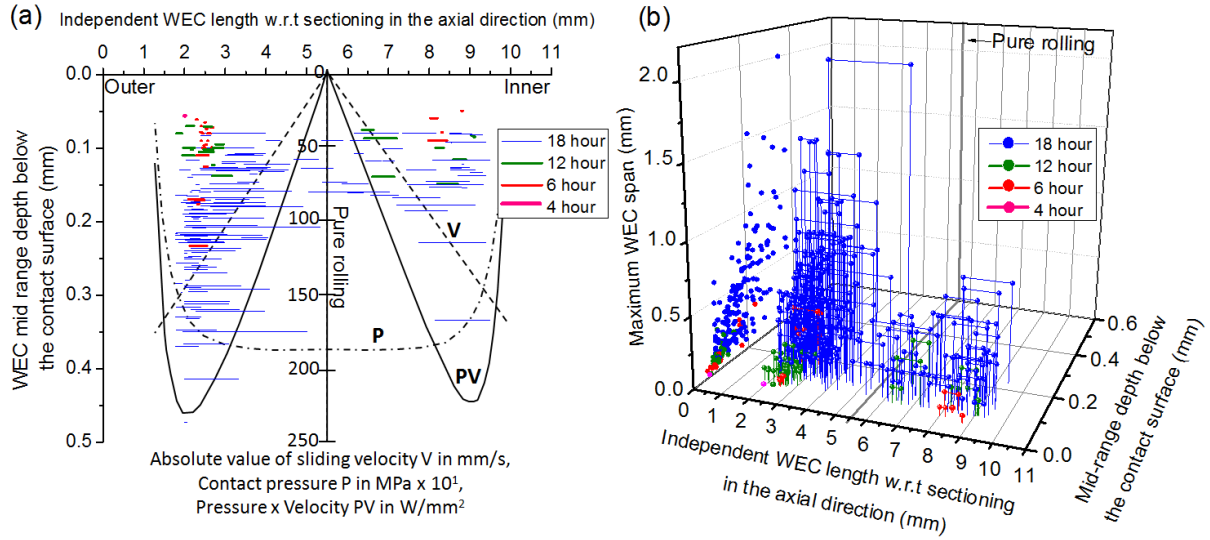 (a)
Independent WEC length w.r.t sectioning in the axial direction (mm)
0 1 2 3 4 5 6 7 8 9 10 11
Outer
Inner
WEC mid range depth below
the contact surface (mm)
0.0
0.1
0.2
0.3
0.4
0.5
0
50
100
150
200
250
Pure rolling
V
P
PV
18 hour
12 hour
6 hour
4 hour
Absolute value of sliding velocity V in mm/s,
Contact pressure P in MPa x 10¹,
Pressure x Velocity PV in W/mm²
(b)
Pure rolling
18 hour
12 hour
6 hour
4 hour
Maximum WEC span (mm)
2.0
1.5
1.0
0.5
0.0
0 1 2 3 4 5 6 7 8 9 10 11
Independent WEC length w.r.t sectioning
in the axial direction (mm)
0.6
0.4
0.2
0.0
Mid-range depth below
the contact surface (mm)